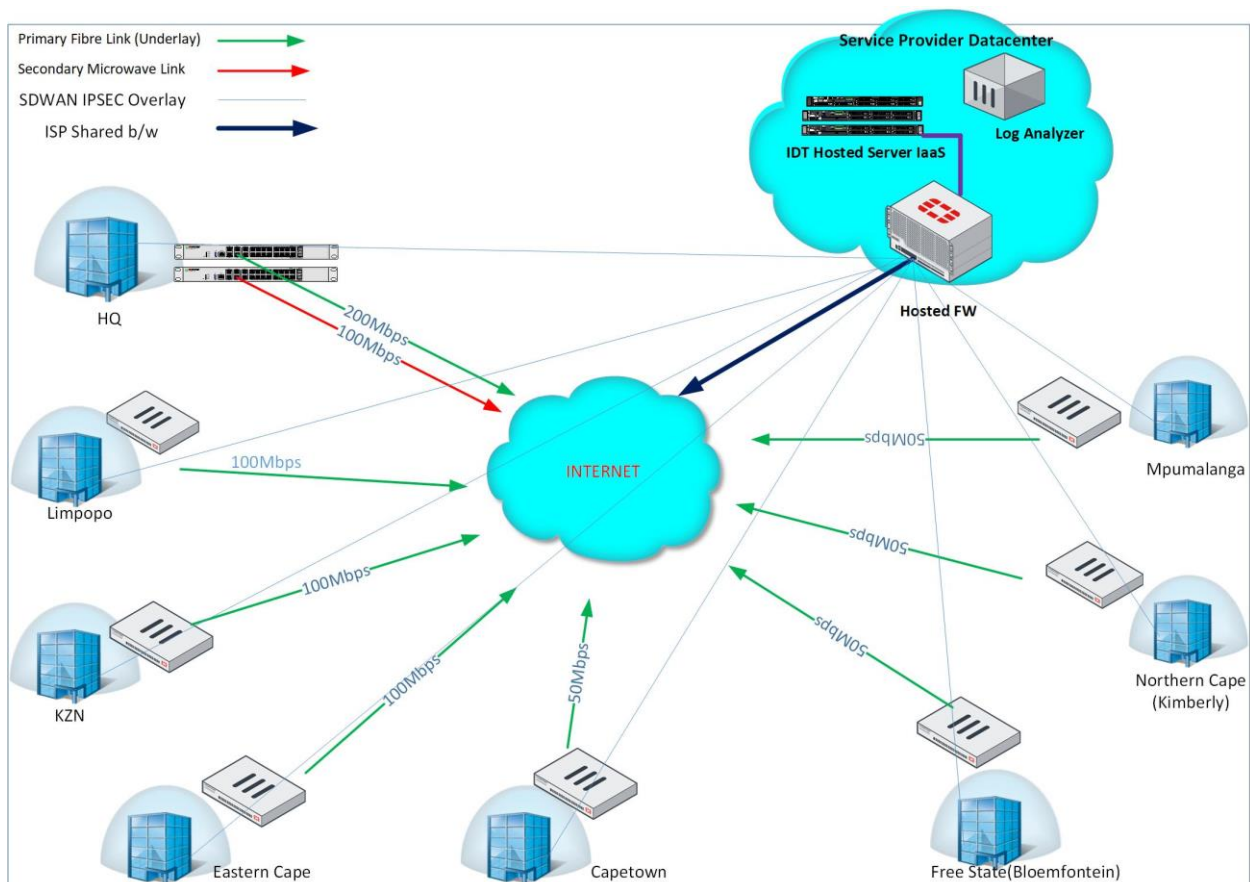 Primary Fibre Link (Underlay)
Secondary Microwave Link
SDWAN IPSEC Overlay
ISP Shared b/w
Service Provider Datacenter
Log Analyzer
IDT Hosted Server IaaS
Hosted FW
HQ
200Mbps
100Mbps
Limpopo
100Mbps
INTERNET
50Mbps
Mpumalanga
KZN
100Mbps
50Mbps
Northern Cape
(Kimberly)
Eastern Cape
100Mbps
50Mbps
Capetown
50Mbps
Free State(Bloemfontein)